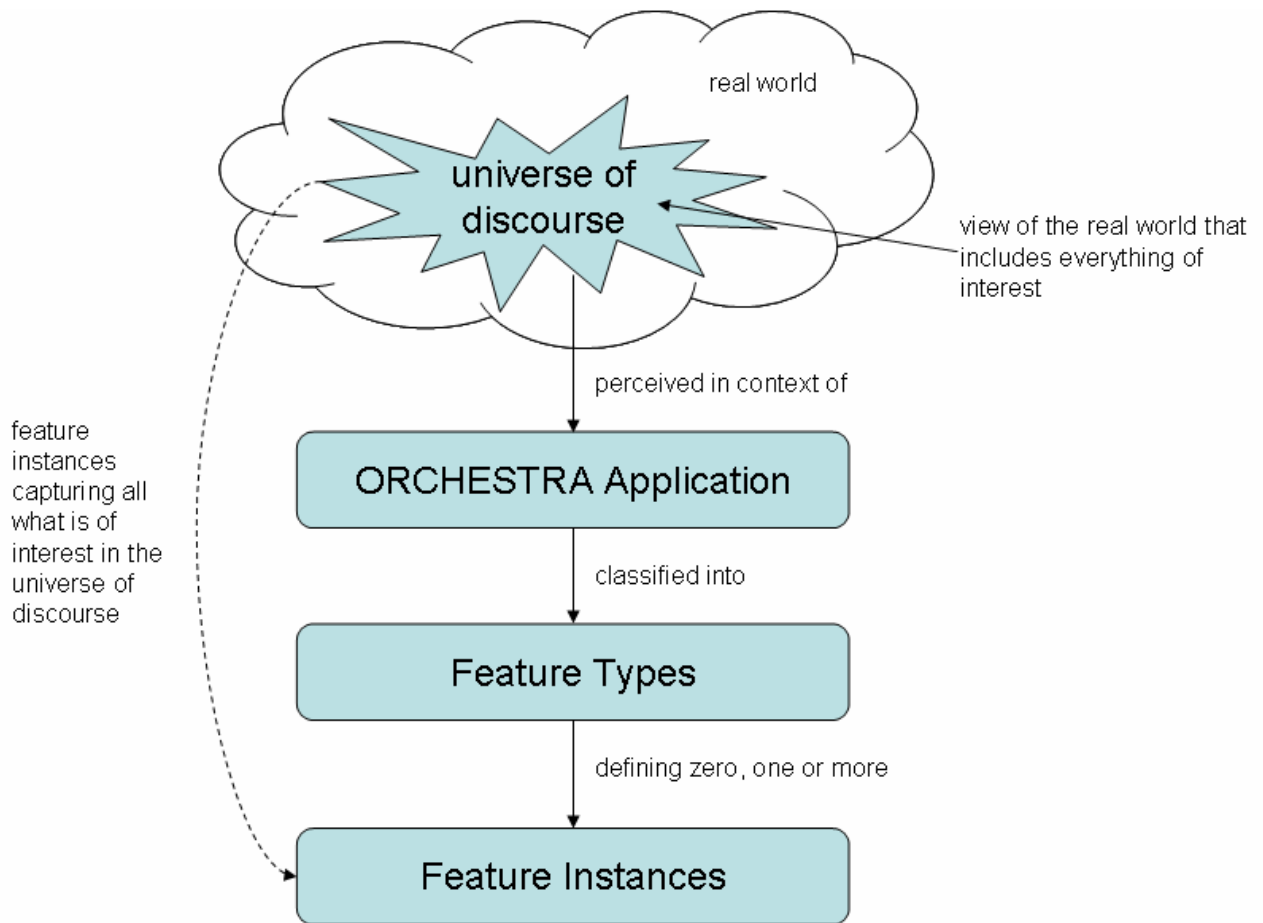 real world
universe of
discourse
view of the real world that
includes everything of
interest
perceived in context of
ORCHESTRA Application
feature
instances
capturing all
what is of
interest in the
universe of
discourse
classified into
Feature Types
defining zero, one or more
Feature Instances